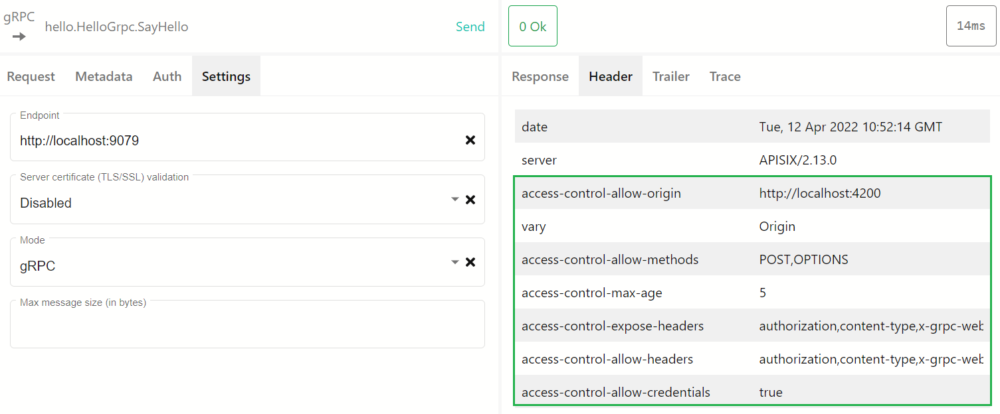 gRPC
hello.HelloGrpc.SayHello
Send
Request Metadata Auth Settings
Endpoint
http://localhost:9079
Server certificate (TLS/SSL) validation
Disabled
Mode
gRPC
Max message size (in bytes)
0 Ok
14ms
Response Header Trailer Trace
date Tue, 12 Apr 2022 10:52:14 GMT
server APISIX/2.13.0
access-control-allow-origin http://localhost:4200
vary Origin
access-control-allow-methods POST,OPTIONS
access-control-max-age 5
access-control-expose-headers authorization,content-type,x-grpc-web
access-control-allow-headers authorization,content-type,x-grpc-web
access-control-allow-credentials true